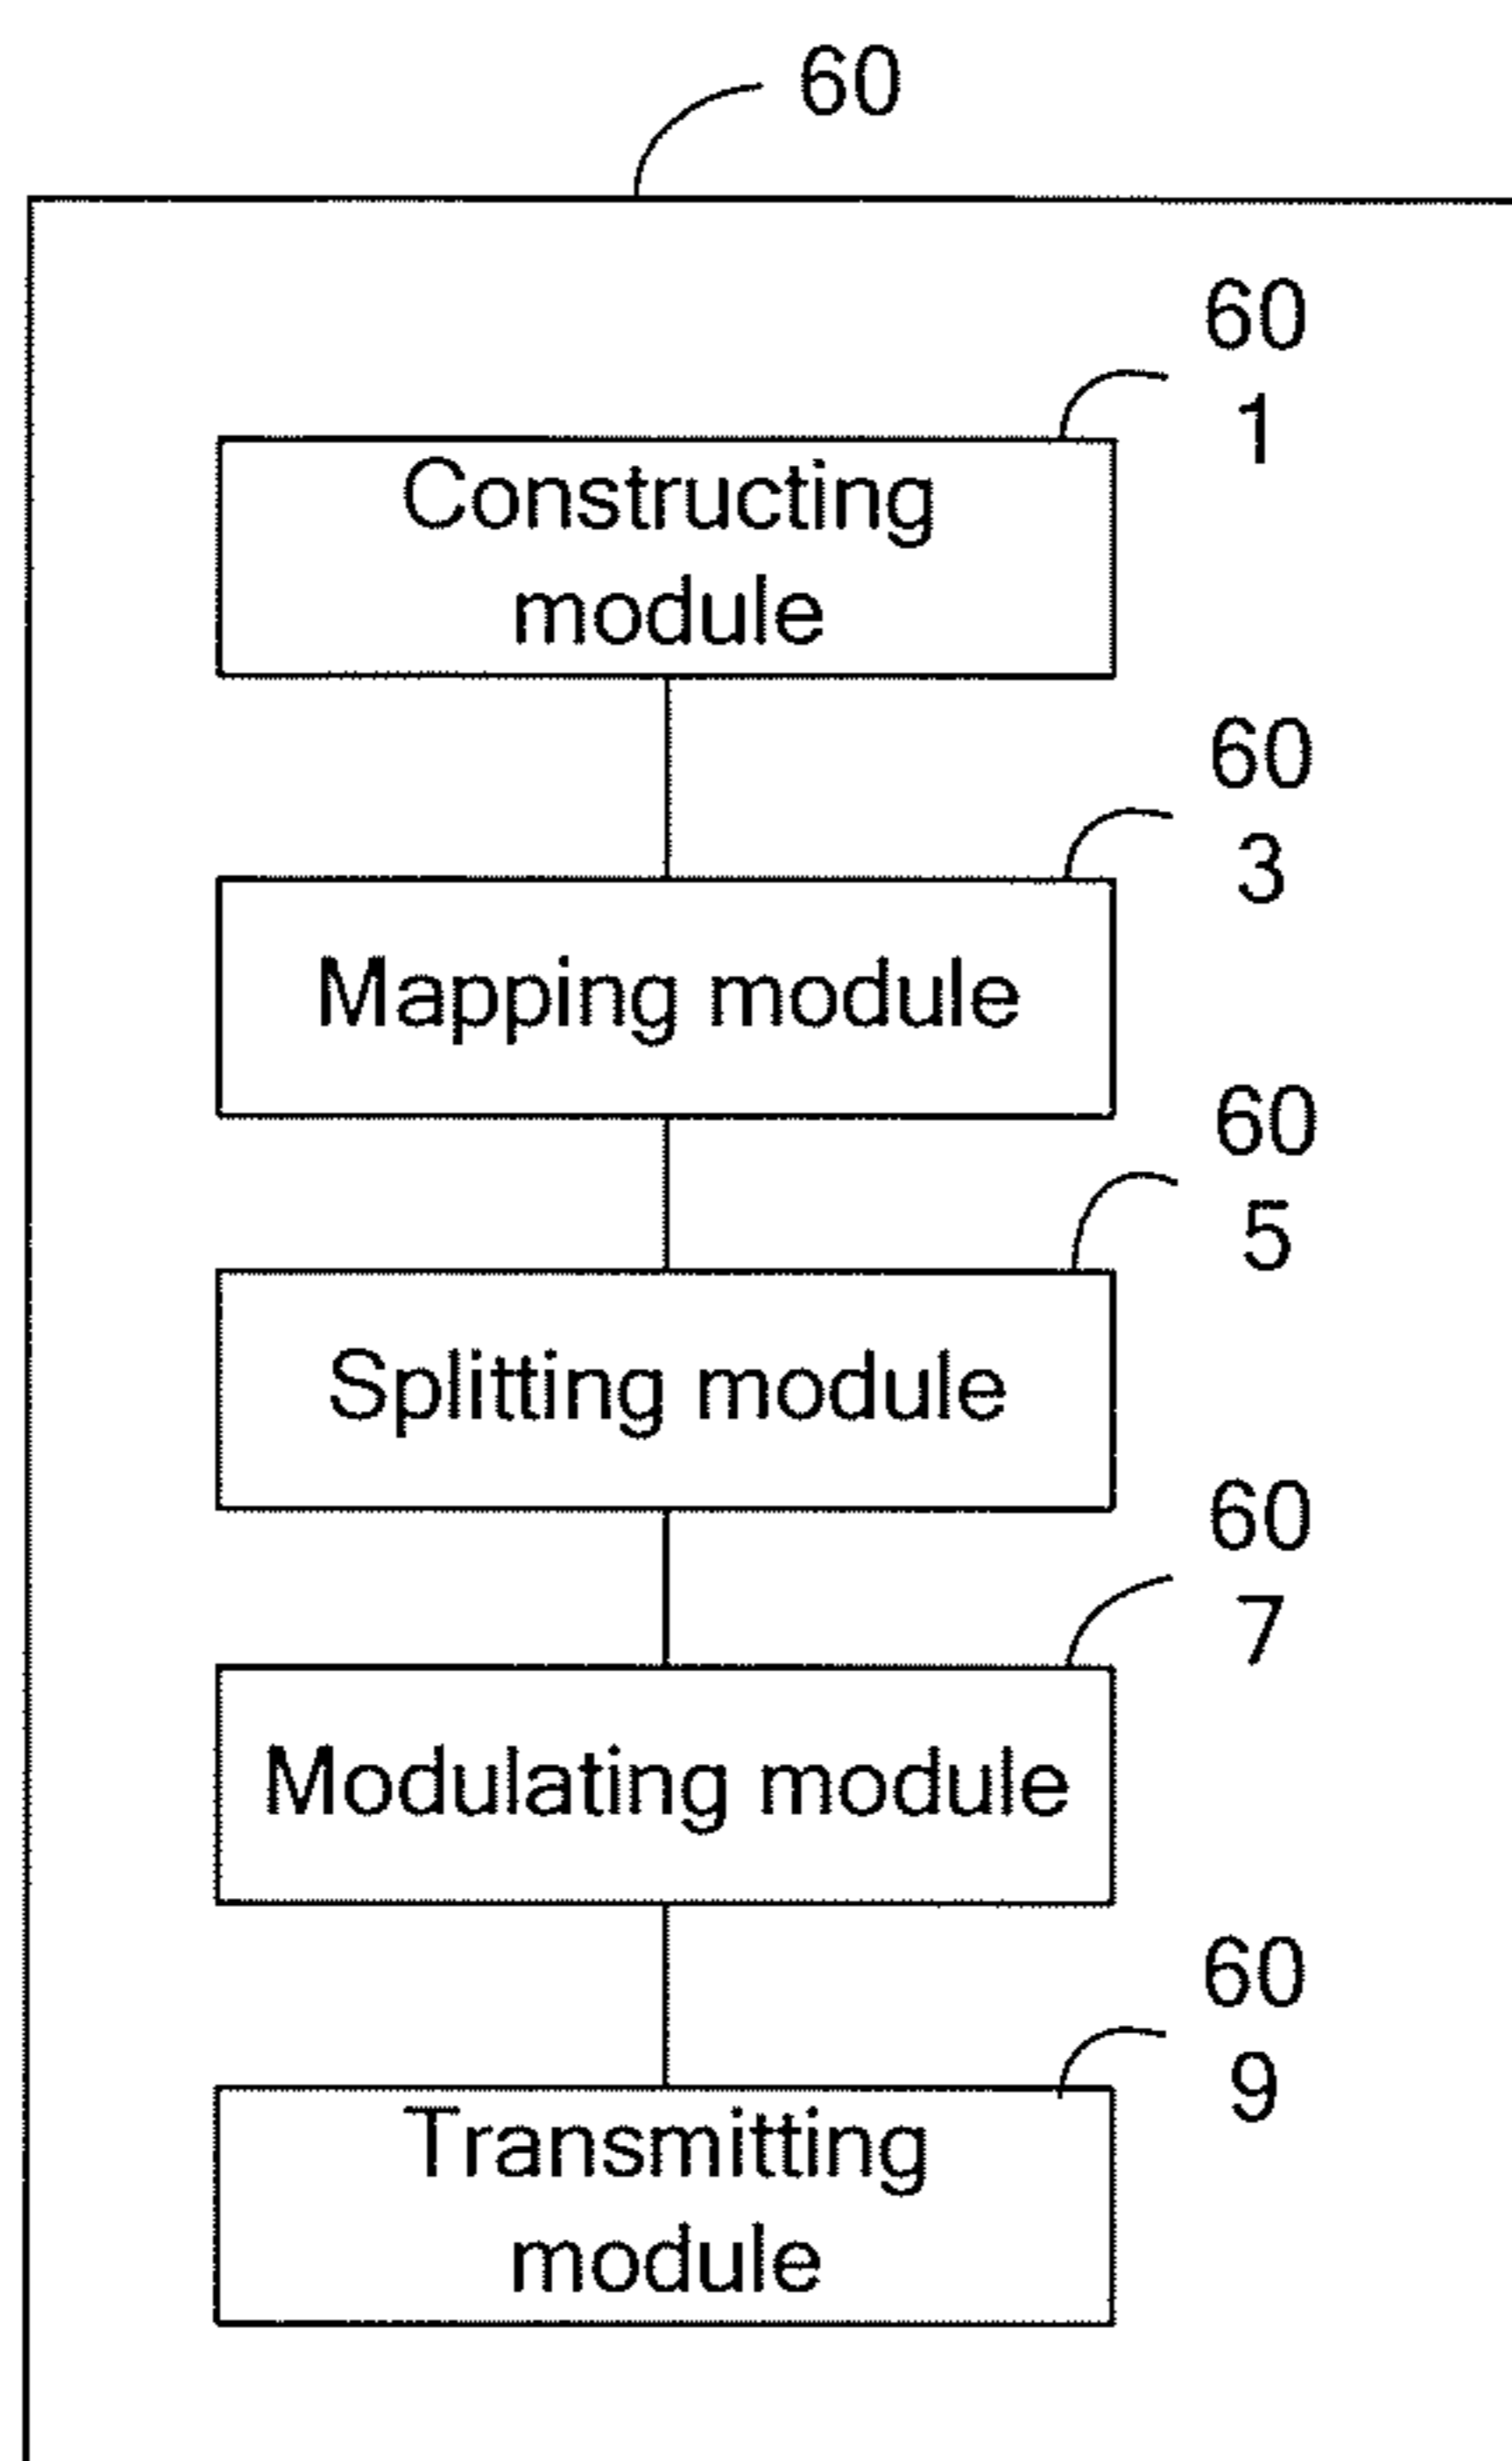 60
60
1
Constructing
module
60
3
Mapping module
60
5
Splitting module
60
7
Modulating module
60
9
Transmitting
module